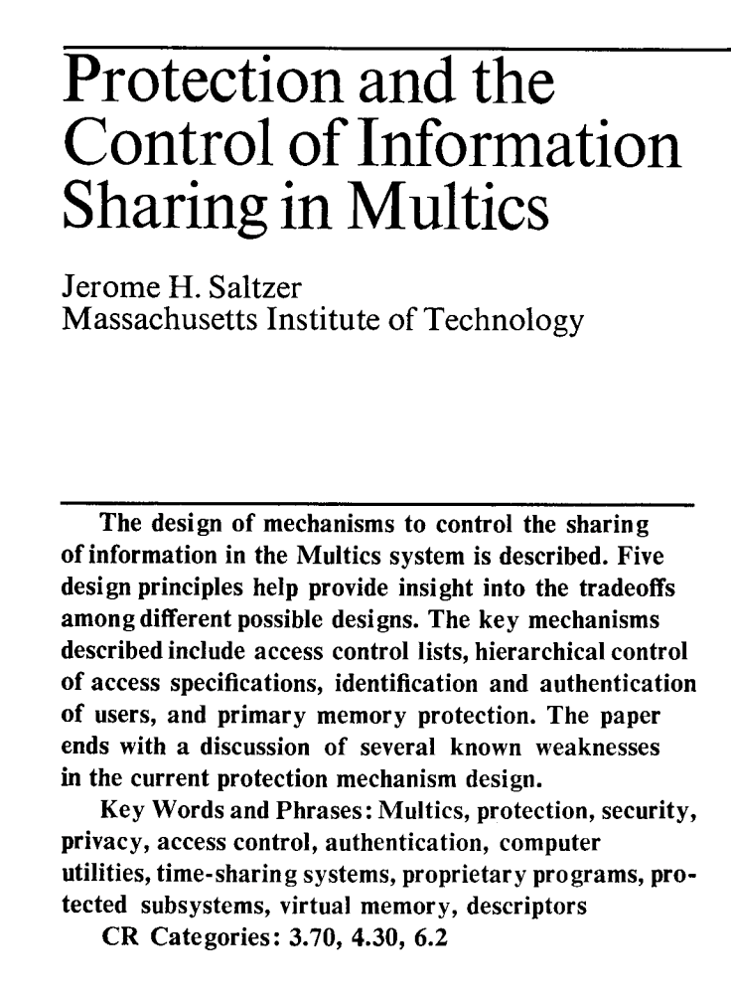 Protection and the
Control of Information
Sharing in Multics
Jerome H. Saltzer
Massachusetts Institute of Technology
The design of mechanisms to control the sharing
of information in the Multics system is described. Five
design principles help provide insight into the tradeoffs
among different possible designs. The key mechanisms
described include access control lists, hierarchical control
of access specifications, identification and authentication
of users, and primary memory protection. The paper
ends with a discussion of several known weaknesses
in the current protection mechanism design.
Key Words and Phrases: Multics, protection, security,
privacy, access control, authentication, computer
utilities, time-sharing systems, proprietary programs, pro-
tected subsystems, virtual memory, descriptors
CR Categories: 3.70, 4.30, 6.2